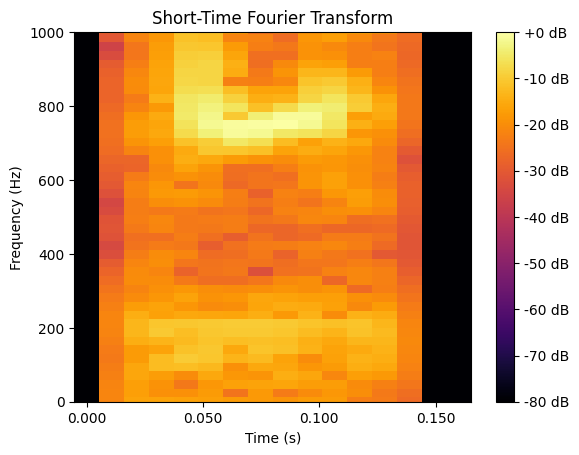 Short-Time Fourier Transform
1000
800
600
400
200
0
Frequency (Hz)
0.000
0.050
0.100
0.150
Time (s)
+0 dB
-10 dB
-20 dB
-30 dB
-40 dB
-50 dB
-60 dB
-70 dB
-80 dB